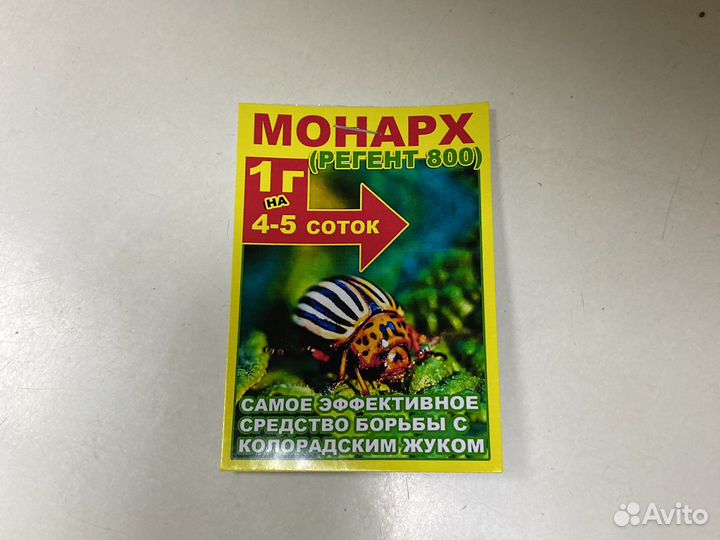 МОНАРХ
(РЕГЕНТ 800)
1Г
НА
4-5 СОТОК
САМОЕ ЭФФЕКТИВНОЕ
СРЕДСТВО БОРЬБЫ С
КОЛОРАДСКИМ ЖУКОМ
Avito